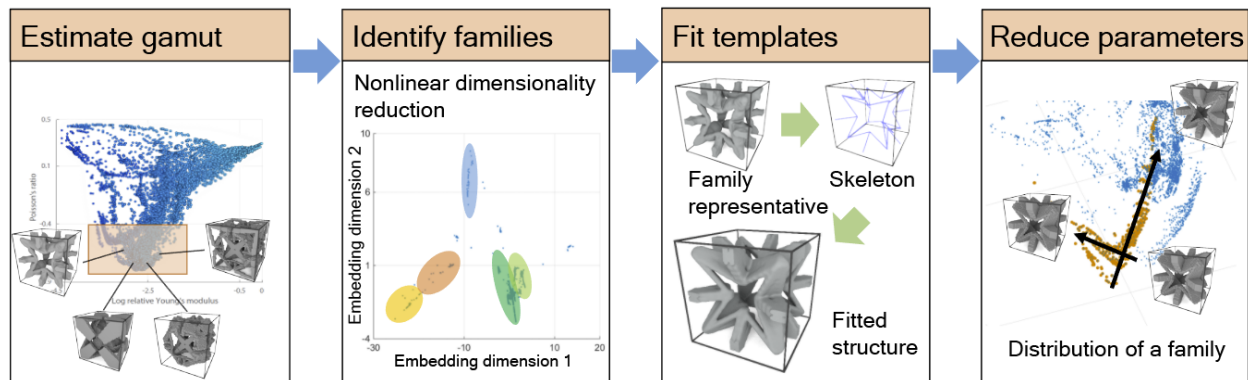 Estimate gamut
0.5
0.1
-0.4
Poisson's ratio
-2.5
-0.5
0
Log relative Young's modulus
Identify families
Nonlinear dimensionality
reduction
10
6
1
-4
Embedding dimension 2
-30
-10
10
20
Embedding dimension 1
Fit templates
Family
representative
Skeleton
Fitted
structure
Reduce parameters
Distribution of a family